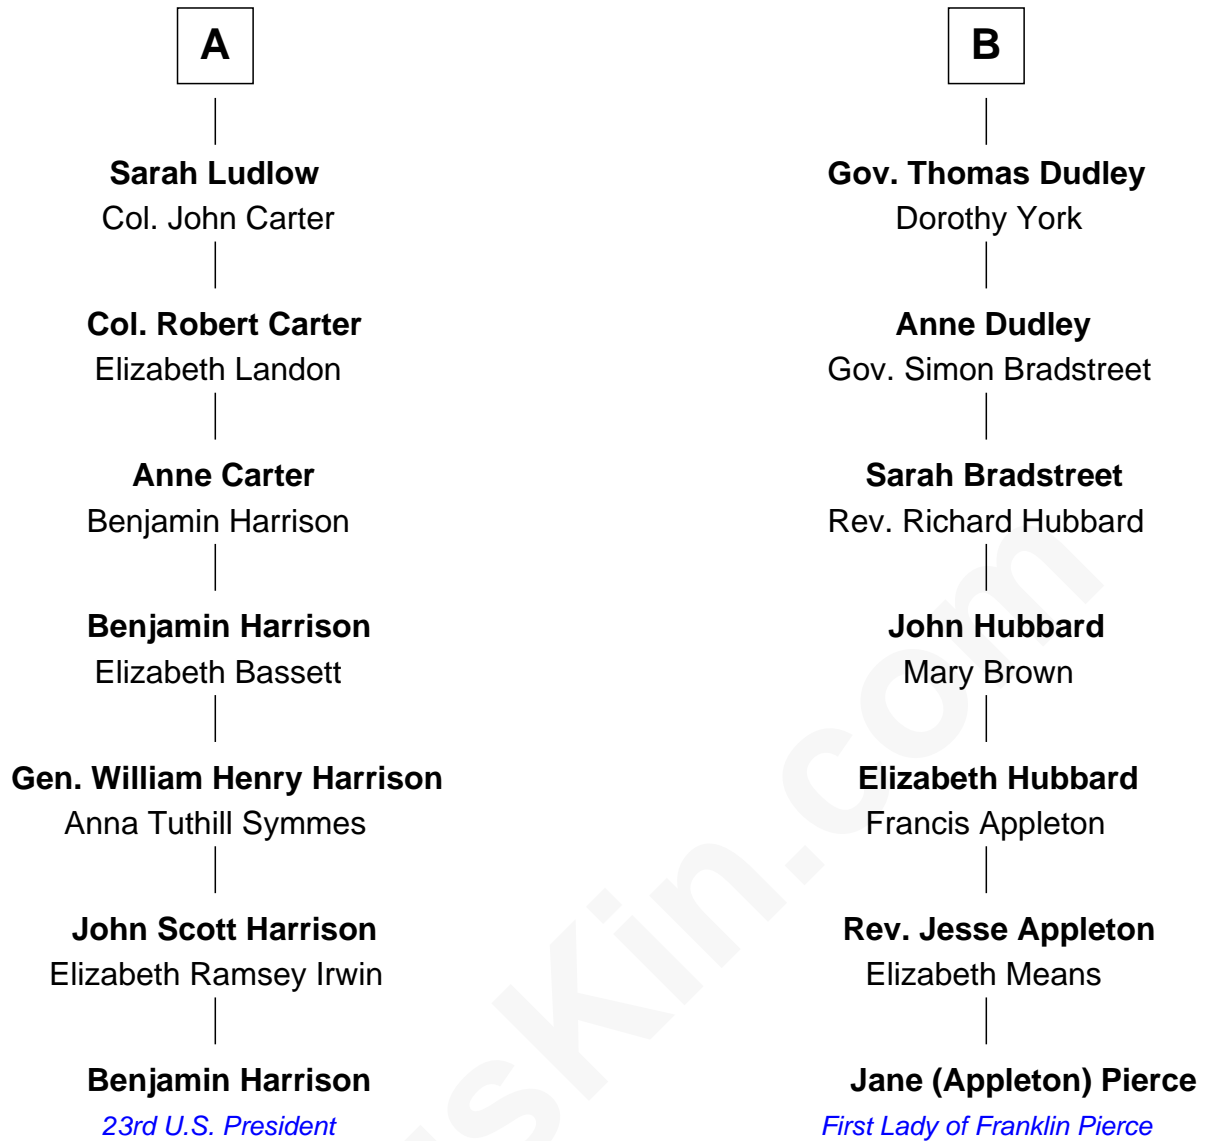 A
Sarah Ludlow
Col. John Carter
Col. Robert Carter
Elizabeth Landon
Anne Carter
Benjamin Harrison
Benjamin Harrison
Elizabeth Bassett
Gen. William Henry Harrison
Anna Tuthill Symmes
John Scott Harrison
Elizabeth Ramsey Irwin
Benjamin Harrison
23rd U.S. President
B
Gov. Thomas Dudley
Dorothy York
Anne Dudley
Gov. Simon Bradstreet
Sarah Bradstreet
Rev. Richard Hubbard
John Hubbard
Mary Brown
Elizabeth Hubbard
Francis Appleton
Rev. Jesse Appleton
Elizabeth Means
Jane (Appleton) Pierce
First Lady of Franklin Pierce